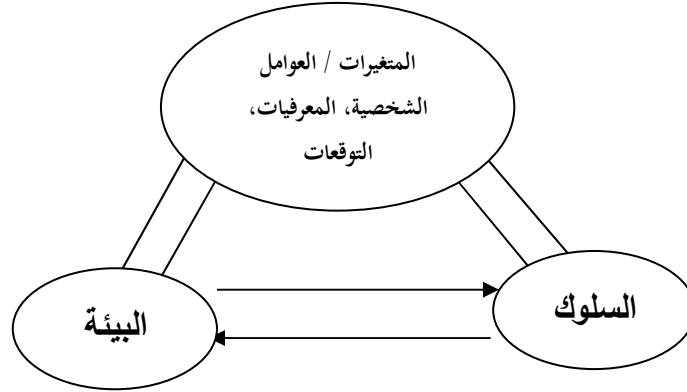 المتغيرات / العوامل
الشخصية، المعرفيات،
التوقعات
السلوك
البيئة